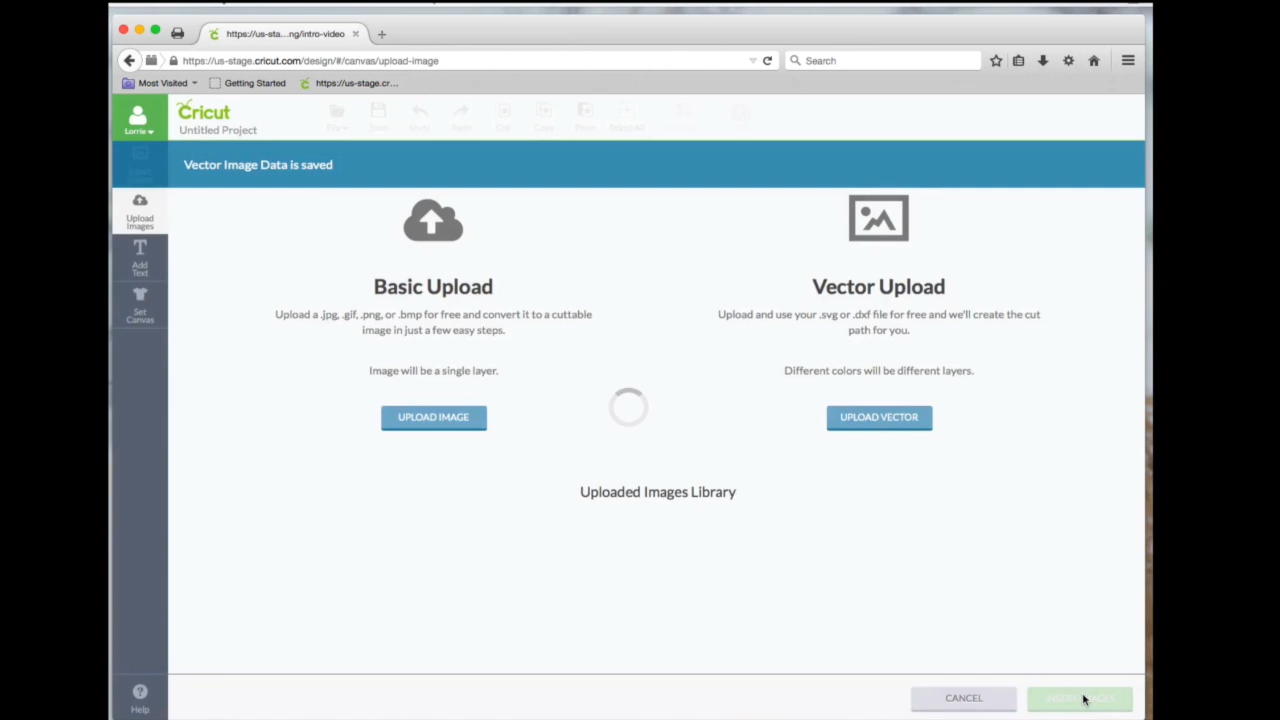 https://us-sta...ng/intro-video
https://us-stage.cricut.com/design/#/canvas/upload-image
Search
Most Visited
Getting Started
https://us-stage.cr...
Lorrie
Cricut
Untitled Project
Vector Image Data is saved
Upload
Images
Add
Text
Set
Canvas
Basic Upload
Upload a .jpg, .gif, .png, or .bmp for free and convert it to a cuttable
image in just a few easy steps.
Image will be a single layer.
UPLOAD IMAGE
Vector Upload
Upload and use your .svg or .dxf file for free and we'll create the cut
path for you.
Different colors will be different layers.
UPLOAD VECTOR
Uploaded Images Library
Help
CANCEL